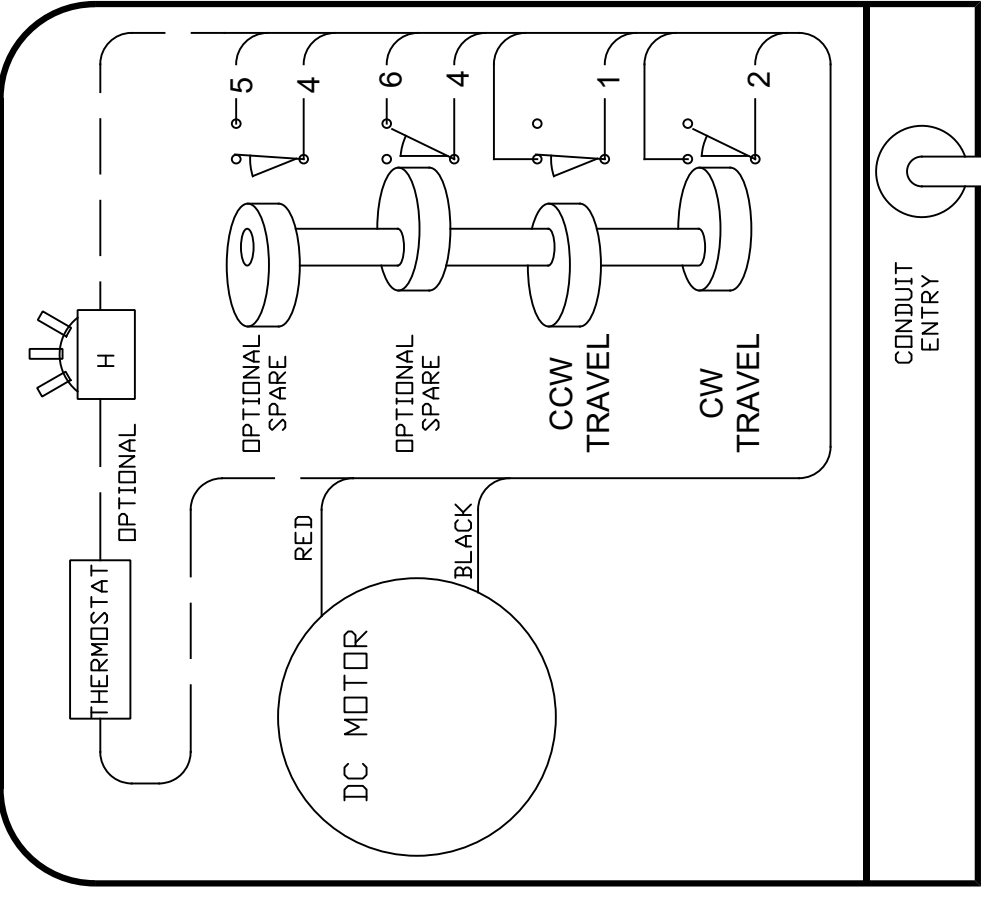 5
4
6
4
1
2
H
OPTIONAL
SPARE
OPTIONAL
SPARE
CCW
TRAVEL
CW
TRAVEL
CONDUIT
ENTRY
OPTIONAL
THERMOSTAT
RED
BLACK
DC MOTOR